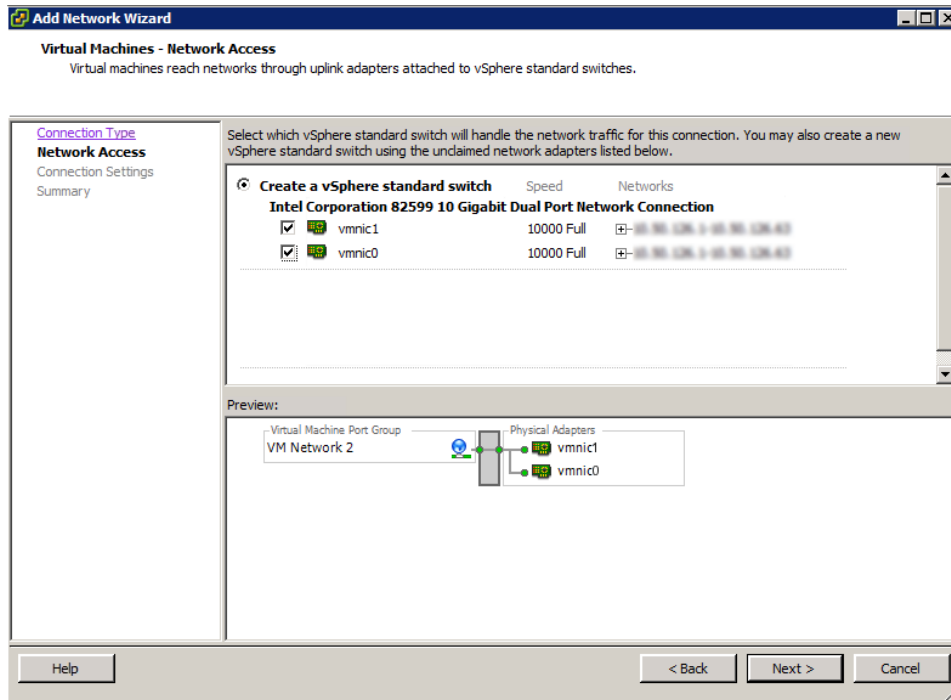 Add Network Wizard
Virtual Machines - Network Access
Virtual machines reach networks through uplink adapters attached to vSphere standard switches.
Connection Type
Network Access
Connection Settings
Summary
Select which vSphere standard switch will handle the network traffic for this connection. You may also create a new
vSphere standard switch using the unclaimed network adapters listed below.
Create a vSphere standard switch Speed Networks
Intel Corporation 82599 10 Gigabit Dual Port Network Connection
vmnic1 10000 Full
vmnic0 10000 Full
Preview:
Virtual Machine Port Group Physical Adapters
VM Network 2 vmnic1
vmnic0
Help < Back Next > Cancel